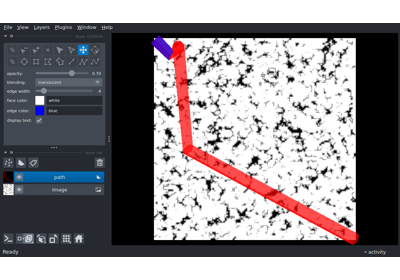 File View Layers Plugins Window Help
opacity: 0.70
blending: translucent
edge width:
face color: white
edge color: blue
display text:
path
Image
Ready
activity